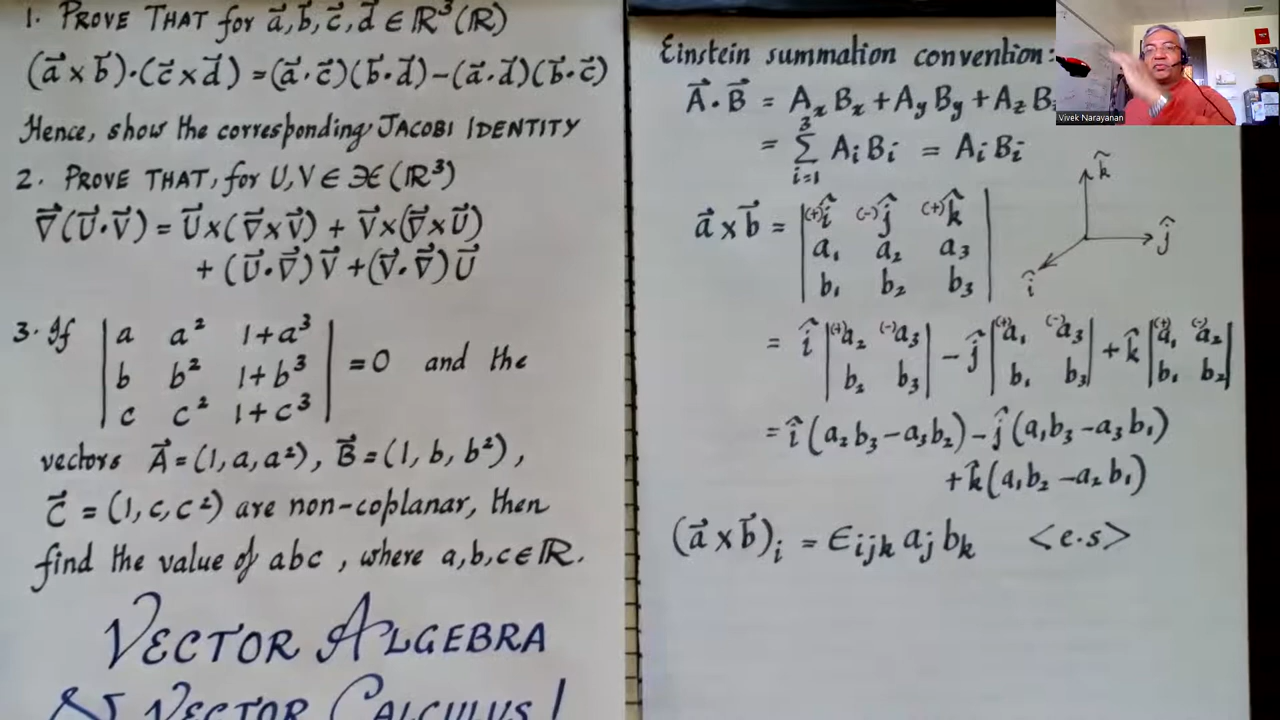 1. PROVE THAT for a⃗, b⃗, c⃗, d⃗ ∈ ℝ³(ℝ)
(a⃗ × b⃗)·(c⃗ × d⃗) = (a⃗·c⃗)(b⃗·d⃗) − (a⃗·d⃗)(b⃗·c⃗)
Hence, show the corresponding JACOBI IDENTITY
2. PROVE THAT, for U, V ∈ (ℝ³)
∇⃗(U⃗·V⃗) = U⃗×(∇⃗×V⃗) + V⃗×(∇⃗×U⃗)
+ (U⃗·∇⃗)V⃗ + (V⃗·∇⃗)U⃗
3. If | a a² 1+a³ |
| b b² 1+b³ | = 0 and the
| c c² 1+c³ |
vectors A⃗ = (1, a, a²), B⃗ = (1, b, b²),
C⃗ = (1, c, c²) are non-coplanar, then
find the value of abc, where a, b, c ∈ ℝ.
VECTOR ALGEBRA
& VECTOR CALCULUS!
Einstein summation convention:
A⃗·B⃗ = AₓBₓ + A_yB_y + A_zB_z
= Σ_{i=1}^{3} AᵢBᵢ = AᵢBᵢ
a⃗ × b⃗ = | (+)î (−)ĵ (+)k̂ |
| a₁ a₂ a₃ |
| b₁ b₂ b₃ |
k̂
ĵ
î
= î | (+)a₂ (−)a₃ | − ĵ | (+)a₁ (−)a₃ | + k̂ | (+)a₁ (−)a₂ |
| b₂ b₃ | | b₁ b₃ | | b₁ b₂ |
= î(a₂b₃ − a₃b₂) − ĵ(a₁b₃ − a₃b₁)
+ k̂(a₁b₂ − a₂b₁)
(a⃗ × b⃗)ᵢ = ϵᵢⱼₖ aⱼ bₖ <e.s>
Vivek Narayanan